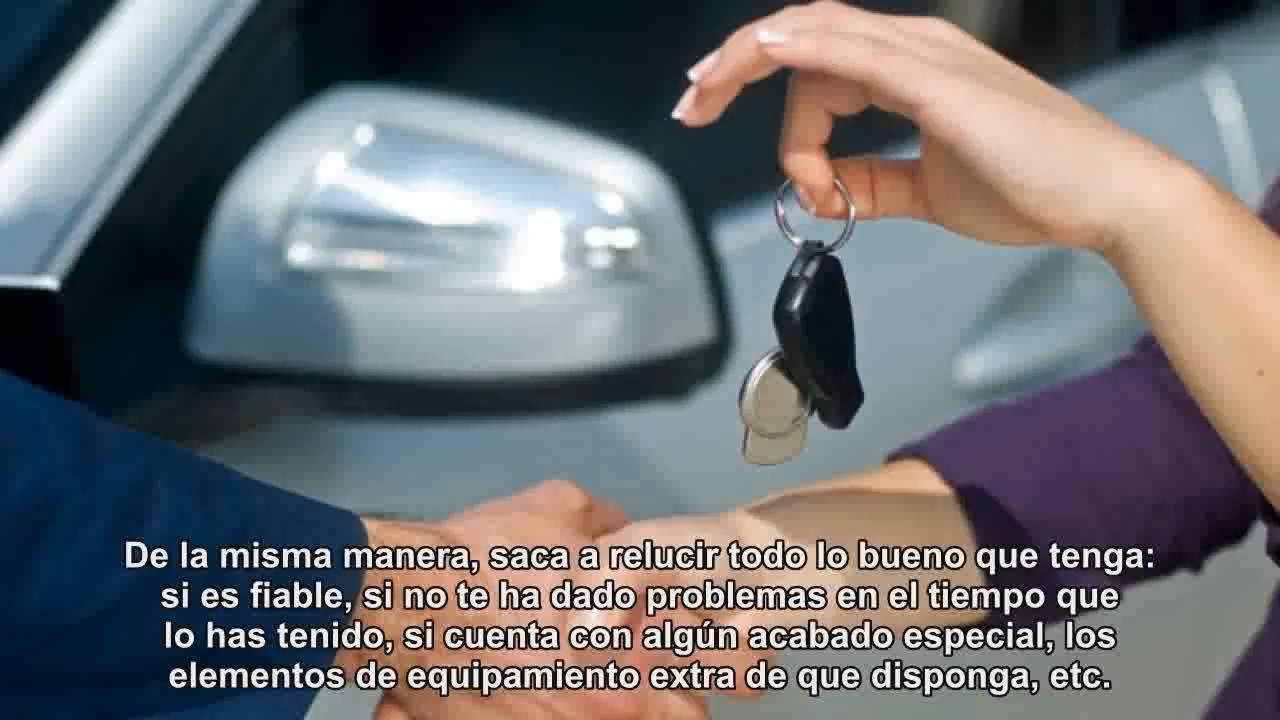 De la misma manera, saca a relucir todo lo bueno que tenga:
si es fiable, si no te ha dado problemas en el tiempo que
lo has tenido, si cuenta con algún acabado especial, los
elementos de equipamiento extra de que disponga, etc.